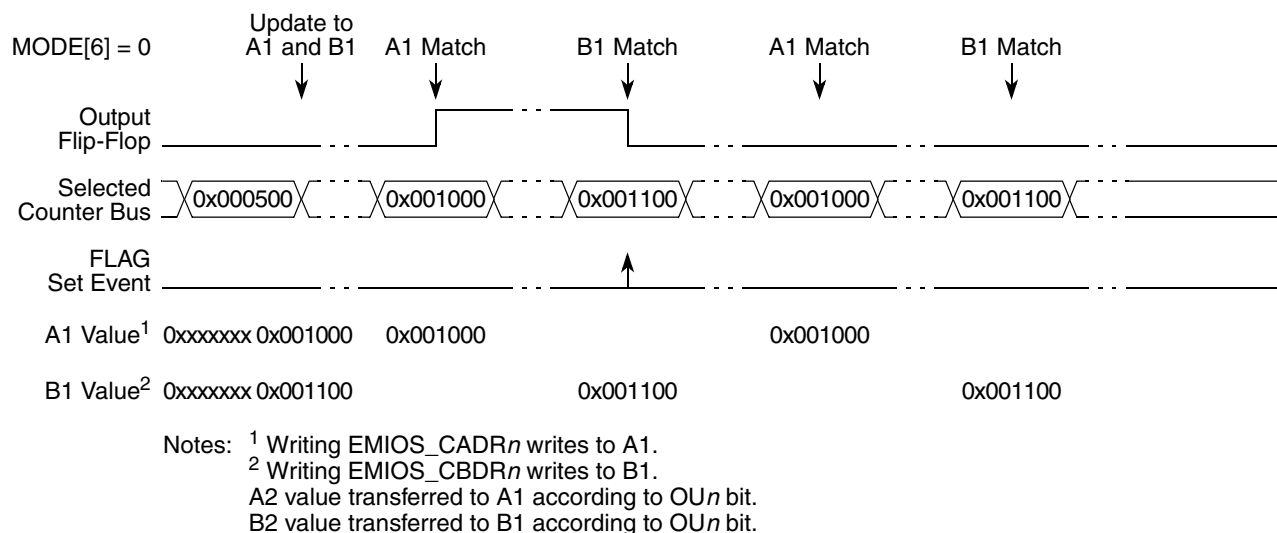 Update to
MODE[6] = 0 A1 and B1 A1 Match B1 Match A1 Match B1 Match
Output
Flip-Flop
Selected
Counter Bus 0x000500 0x001000 0x001100 0x001000 0x001100
FLAG
Set Event
A1 Value1 0xxxxxxx 0x001000 0x001000 0x001000
B1 Value2 0xxxxxxx 0x001100 0x001100 0x001100
Notes: 1 Writing EMIOS_CADRn writes to A1.
2 Writing EMIOS_CBDRn writes to B1.
A2 value transferred to A1 according to OUn bit.
B2 value transferred to B1 according to OUn bit.